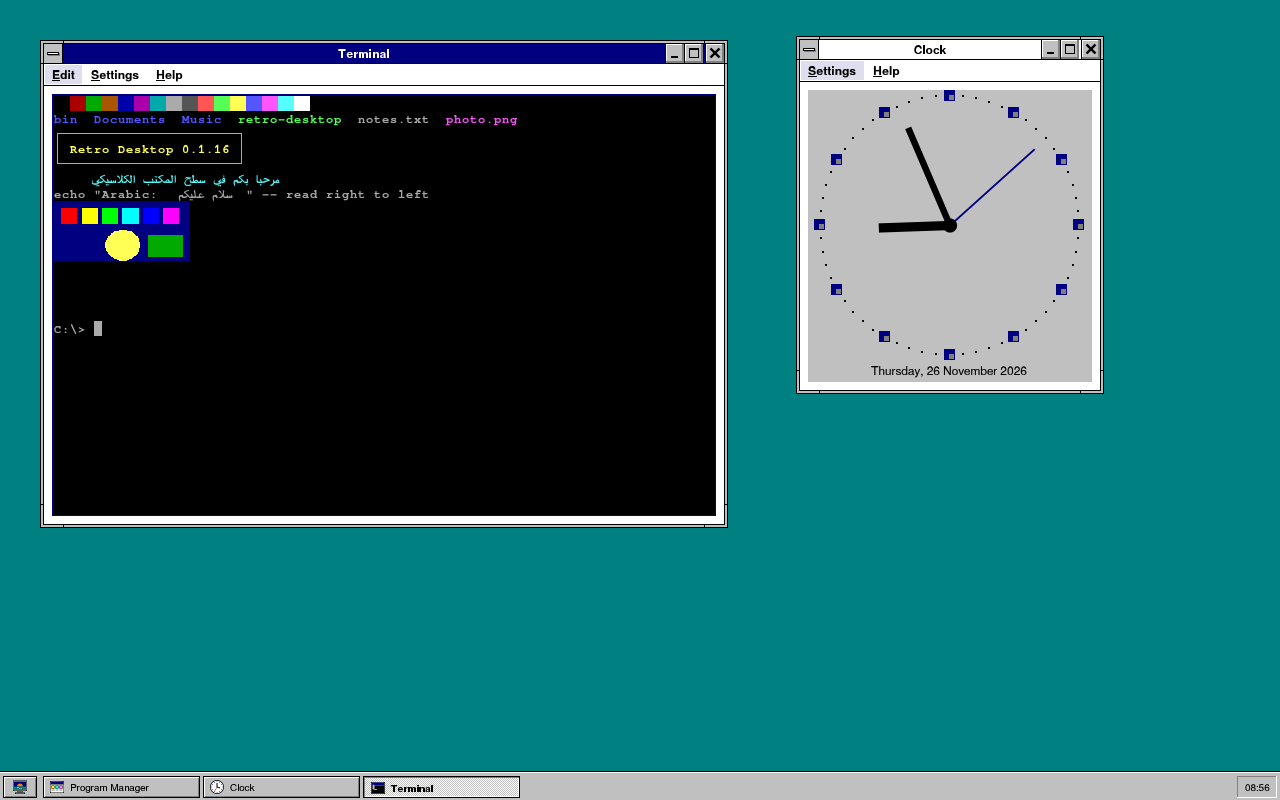 Terminal
Edit Settings Help
bin Documents Music retro-desktop notes.txt photo.png
Retro Desktop 0.1.16
مرحبا بكم في سطح المكتب الكلاسيكي
echo "Arabic: سلام عليكم " -- read right to left
C:\>
Clock
Settings Help
Thursday, 26 November 2026
Program Manager
Clock
Terminal
08:56